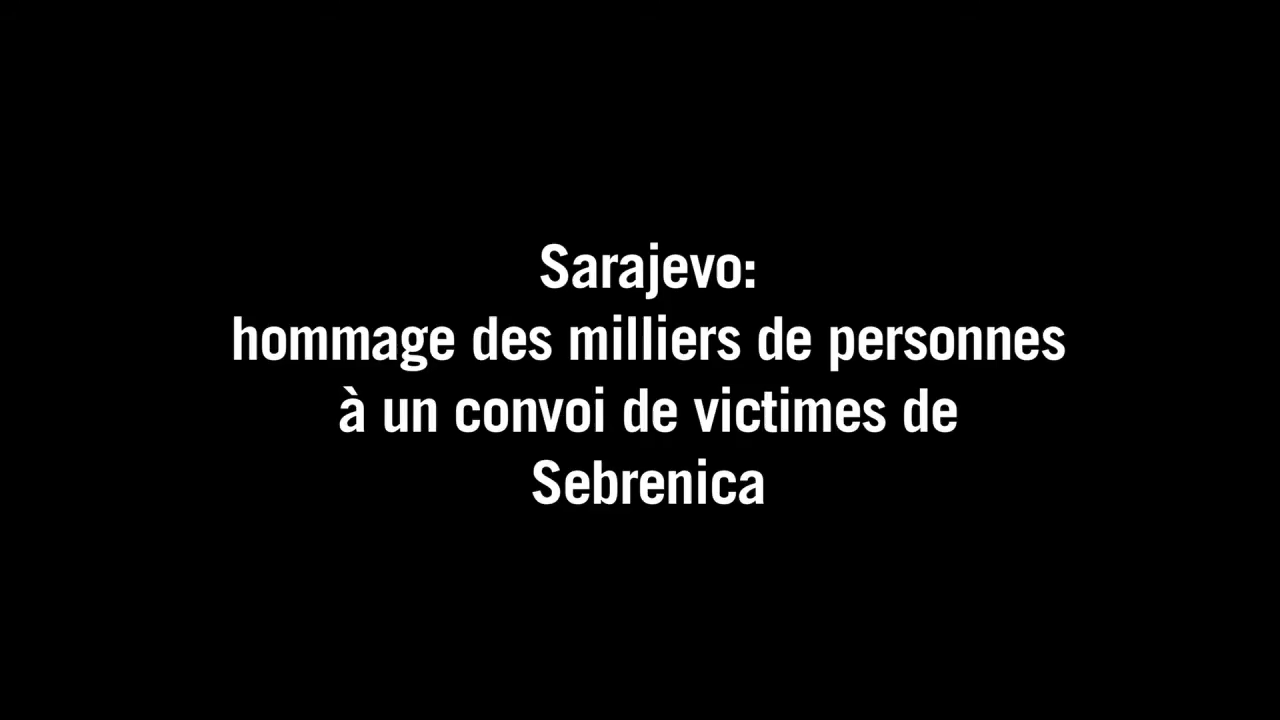 Sarajevo:
hommage des milliers de personnes
à un convoi de victimes de
Sebrenica